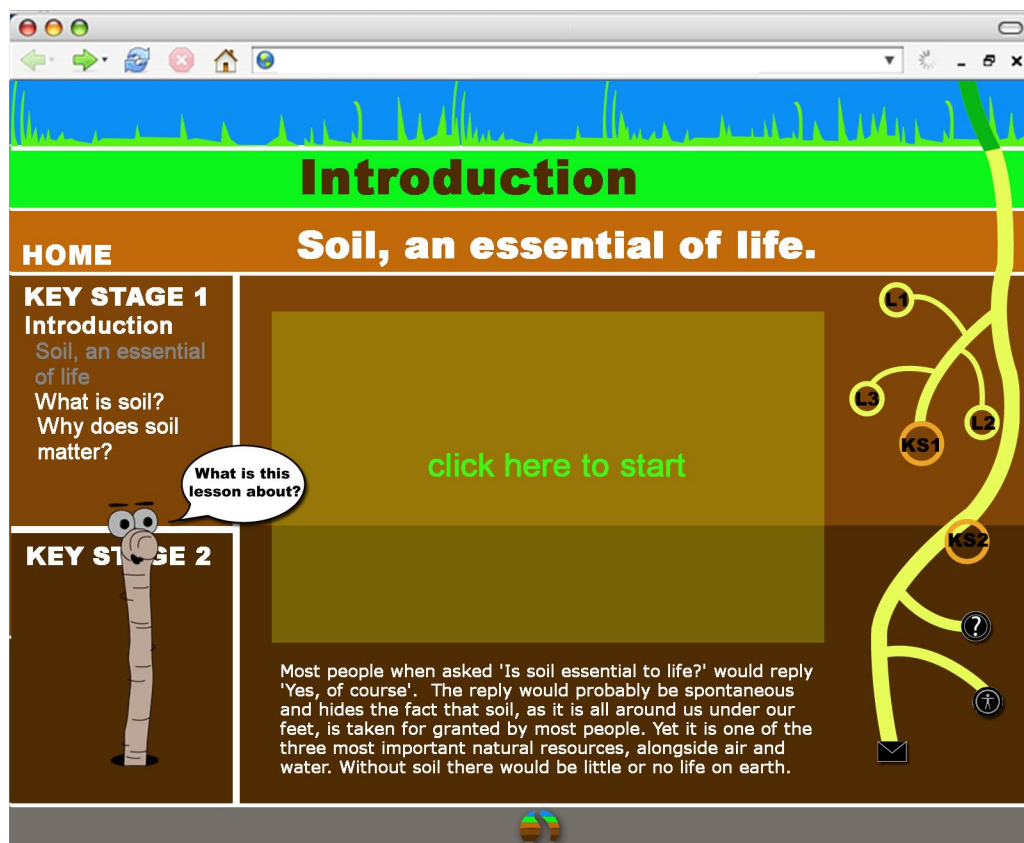 Introduction
HOME
Soil, an essential of life.
KEY STAGE 1
Introduction
Soil, an essential
of life
What is soil?
Why does soil
matter?
What is this
lesson about?
KEY STAGE 2
click here to start
L1
L3
L2
KS1
KS2
?
Most people when asked 'Is soil essential to life?' would reply
'Yes, of course'.  The reply would probably be spontaneous
and hides the fact that soil, as it is all around us under our
feet, is taken for granted by most people. Yet it is one of the
three most important natural resources, alongside air and
water. Without soil there would be little or no life on earth.